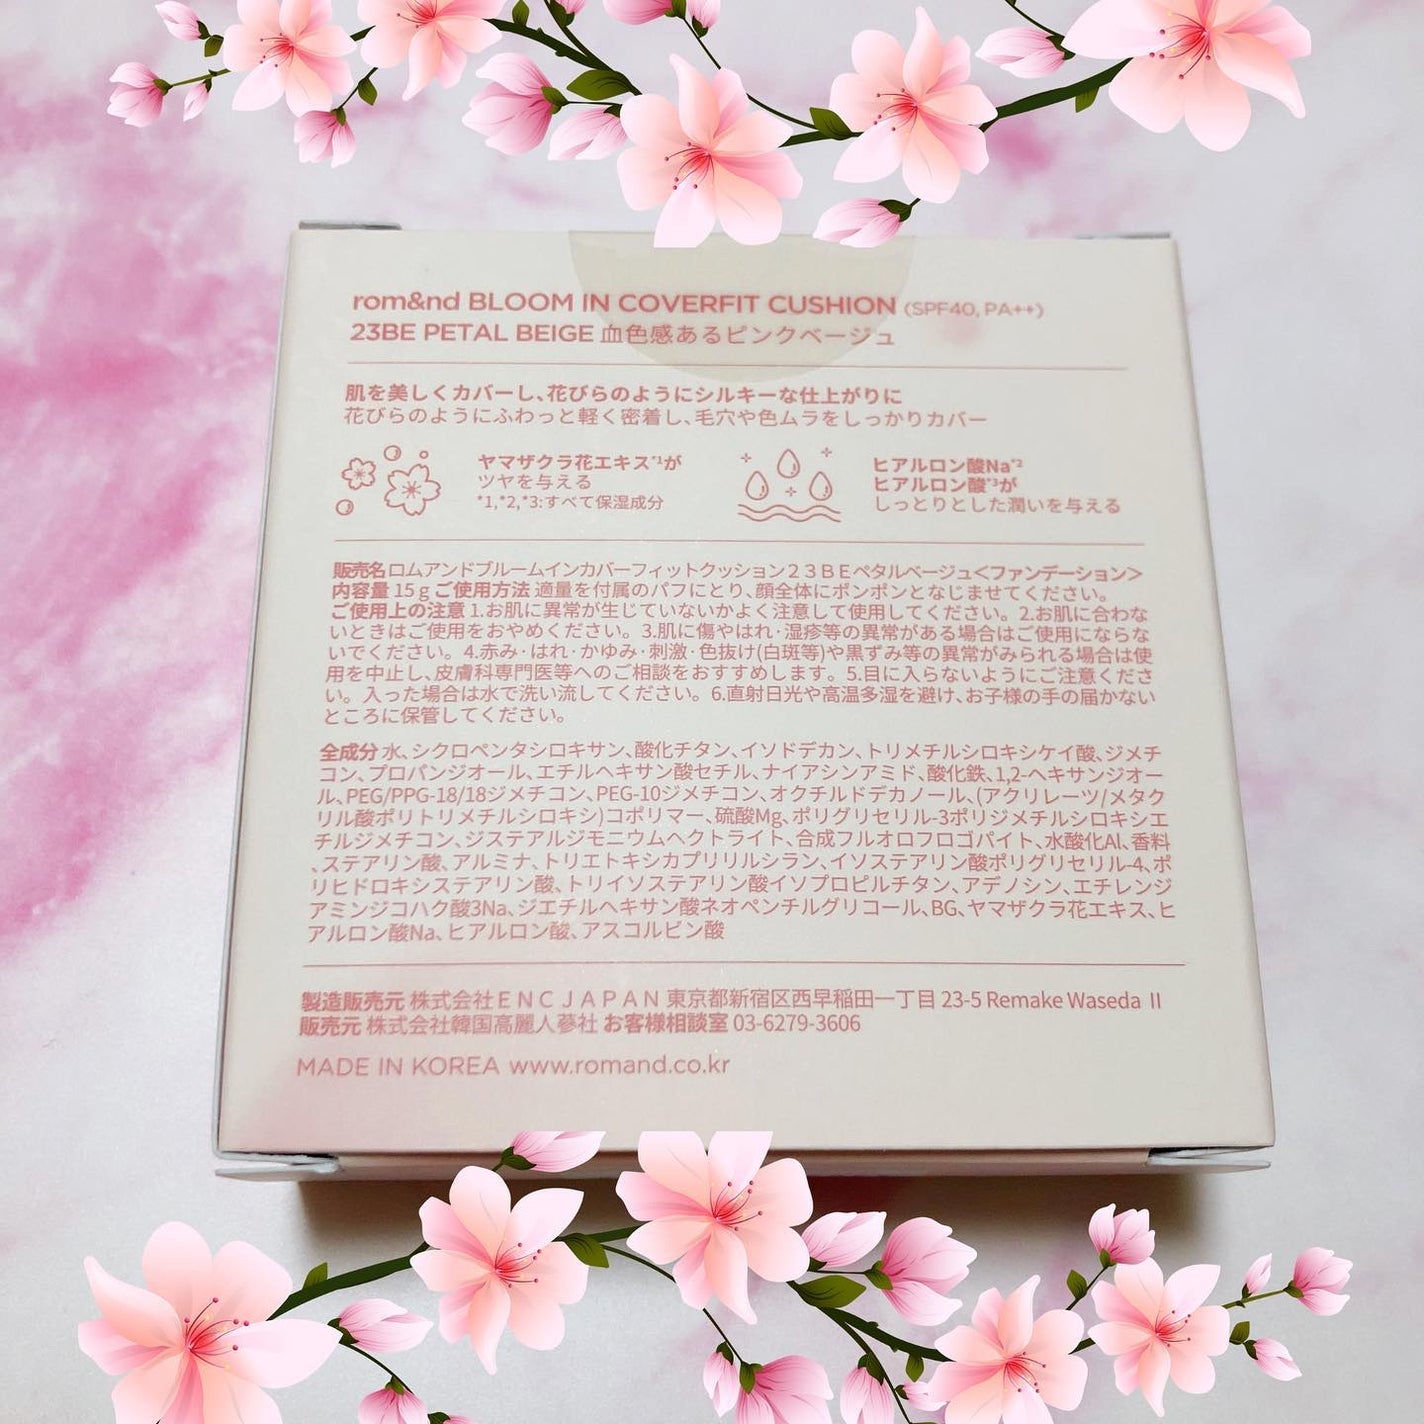 rom&nd BLOOM IN COVERFIT CUSHION (SPF40, PA++)
23BE PETAL BEIGE 血色感あるピンクベージュ
肌を美しくカバーし、花びらのようにシルキーな仕上がりに
花びらのようにふわっと軽く密着し、毛穴や色ムラをしっかりカバー
ヤマザクラ花エキス*1が
ツヤを与える
*1,*2,*3:すべて保湿成分
ヒアルロン酸Na*2
ヒアルロン酸*3が
しっとりとした潤いを与える
販売名 ロムアンドブルームインカバーフィットクッション23BEペタルベージュ<ファンデーション>
内容量 15g ご使用方法 適量を付属のパフにとり、顔全体にポンポンとなじませてください。
ご使用上の注意 1.お肌に異常が生じていないかよく注意して使用してください。2.お肌に合わな
いときはご使用をおやめください。3.肌に傷やはれ・湿疹等の異常がある場合はご使用にならな
いでください。4.赤み・はれ・かゆみ・刺激・色抜け(白斑等)や黒ずみ等の異常がみられる場合は使
用を中止し、皮膚科専門医等へのご相談をおすすめします。5.目に入らないようにご注意くださ
い。入った場合は水で洗い流してください。6.直射日光や高温多湿を避け、お子様の手の届かない
ところに保管してください。
全成分 水、シクロペンタシロキサン、酸化チタン、イソドデカン、トリメチルシロキシケイ酸、ジメチ
コン、プロパンジオール、エチルヘキサン酸セチル、ナイアシンアミド、酸化鉄、1,2-ヘキサンジオー
ル、PEG/PPG-18/18ジメチコン、PEG-10ジメチコン、オクチルドデカノール、(アクリレーツ/メタク
リル酸ポリトリメチルシロキシ)コポリマー、硫酸Mg、ポリグリセリル-3ポリジメチルシロキシエ
チルジメチコン、ジステアルジモニウムヘクトライト、合成フルオロフロゴパイト、水酸化Al、香料
、ステアリン酸、アルミナ、トリエトキシカプリリルシラン、イソステアリン酸ポリグリセリル-4、ポ
リヒドロキシステアリン酸、トリイソステアリン酸イソプロピルチタン、アデノシン、エチレンジ
アミンジコハク酸3Na、ジエチルヘキサン酸ネオペンチルグリコール、BG、ヤマザクラ花エキス、ヒ
アルロン酸Na、ヒアルロン酸、アスコルビン酸
製造販売元 株式会社ENC JAPAN 東京都新宿区西早稲田一丁目 23-5 Remake Waseda II
販売元 株式会社韓国高麗人蔘社 お客様相談室 03-6279-3606
MADE IN KOREA www.romand.co.kr